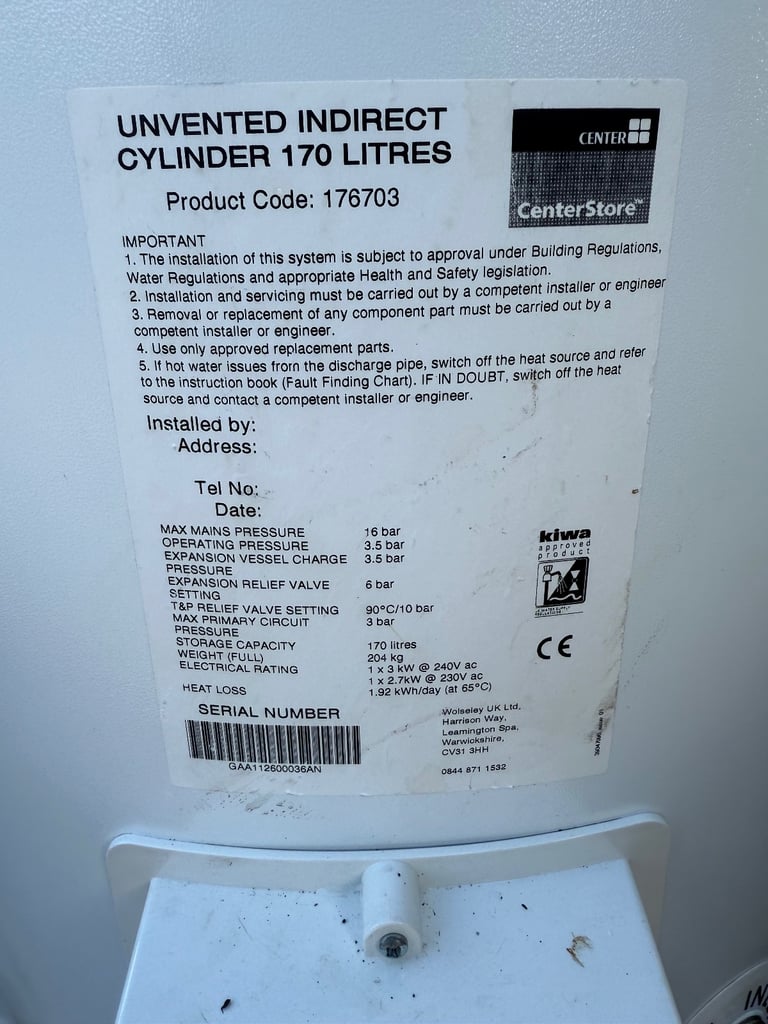 UNVENTED INDIRECT
CYLINDER 170 LITRES
Product Code: 176703
CENTER
CenterStore™
IMPORTANT
1. The installation of this system is subject to approval under Building Regulations,
Water Regulations and appropriate Health and Safety legislation.
2. Installation and servicing must be carried out by a competent installer or engineer
3. Removal or replacement of any component part must be carried out by a
competent installer or engineer.
4. Use only approved replacement parts.
5. If hot water issues from the discharge pipe, switch off the heat source and refer
to the instruction book (Fault Finding Chart). IF IN DOUBT, switch off the heat
source and contact a competent installer or engineer.
Installed by:
Address:
Tel No:
Date:
MAX MAINS PRESSURE 16 bar
OPERATING PRESSURE 3.5 bar
EXPANSION VESSEL CHARGE 3.5 bar
PRESSURE
EXPANSION RELIEF VALVE 6 bar
SETTING
T&P RELIEF VALVE SETTING 90°C/10 bar
MAX PRIMARY CIRCUIT 3 bar
PRESSURE
STORAGE CAPACITY 170 litres
WEIGHT (FULL) 204 kg
ELECTRICAL RATING 1 x 3 kW @ 240V ac
1 x 2.7kW @ 230V ac
HEAT LOSS 1.92 kWh/day (at 65°C)
kiwa
approved
product
CE
SERIAL NUMBER
GAA112600036AN
Wolseley UK Ltd,
Harrison Way,
Leamington Spa,
Warwickshire,
CV31 3HH
0844 871 1532
IN